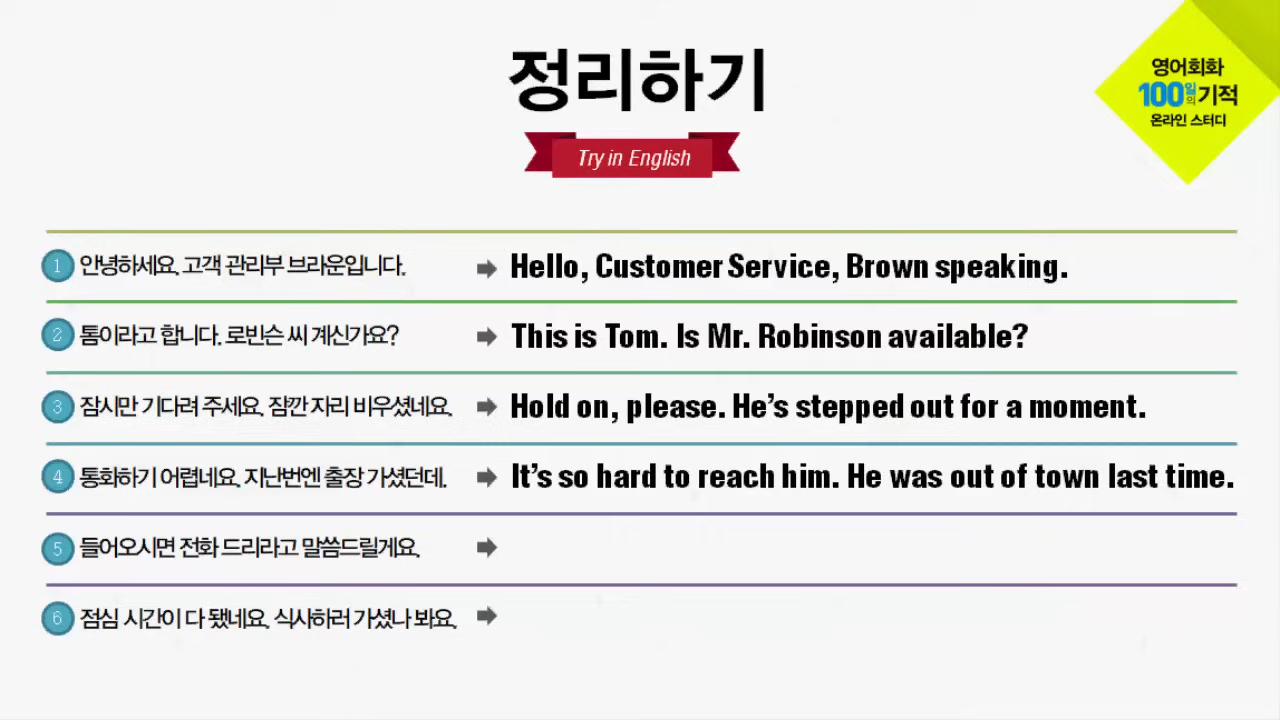 정리하기
Try in English
영어회화
100일의 기적
온라인 스터디
1 안녕하세요. 고객 관리부 브라운입니다. ➡ Hello, Customer Service, Brown speaking.
2 톰이라고 합니다. 로빈슨 씨 계신가요? ➡ This is Tom. Is Mr. Robinson available?
3 잠시만 기다려 주세요. 잠깐 자리 비우셨네요. ➡ Hold on, please. He's stepped out for a moment.
4 통화하기 어렵네요. 지난번엔 출장 가셨던데. ➡ It's so hard to reach him. He was out of town last time.
5 들어오시면 전화 드리라고 말씀드릴게요. ➡
6 점심 시간이 다 됐네요. 식사하러 가셨나 봐요. ➡